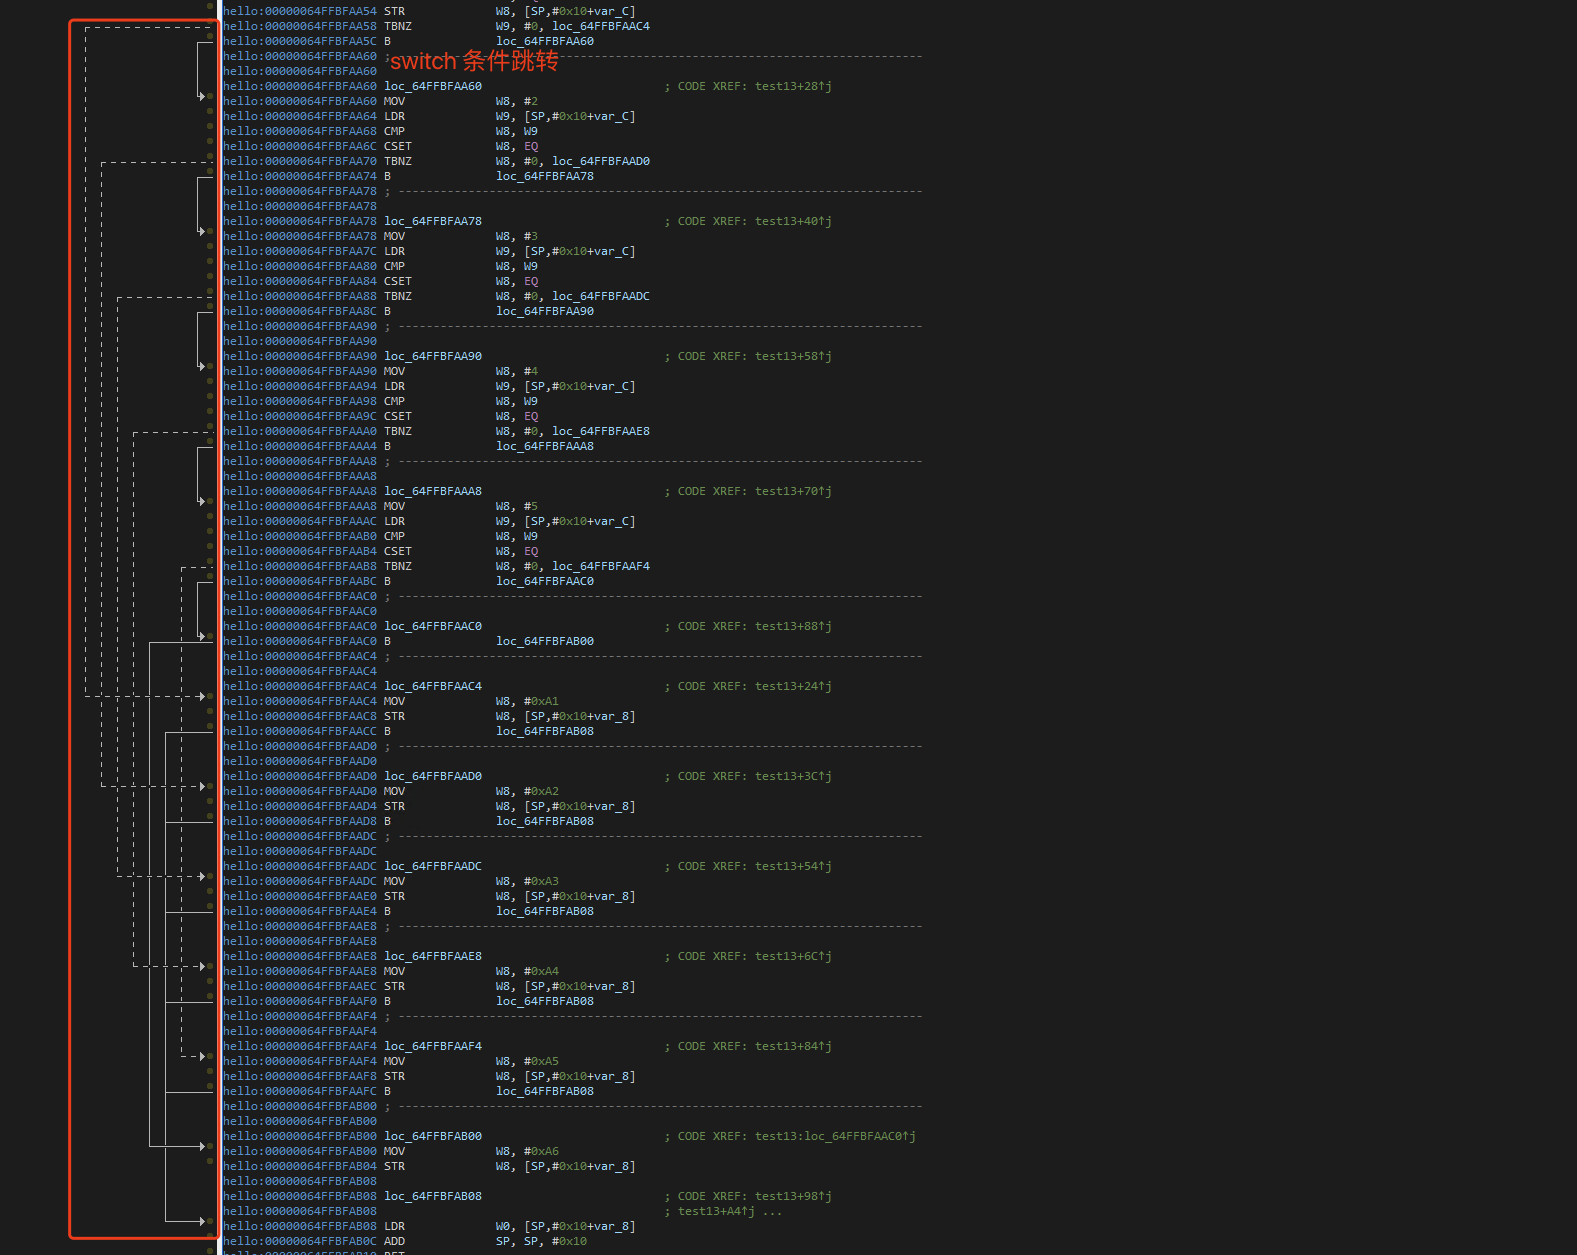 hello:00000064FFBFAA54 STR W8, [SP,#0x10+var_C]
hello:00000064FFBFAA58 TBNZ W9, #0, loc_64FFBFAAC4
hello:00000064FFBFAA5C B loc_64FFBFAA60
hello:00000064FFBFAA60 ; ---------------------------------------------------------------------------
switch 条件跳转
hello:00000064FFBFAA60
hello:00000064FFBFAA60 loc_64FFBFAA60 ; CODE XREF: test13+28↑j
hello:00000064FFBFAA60 MOV W8, #2
hello:00000064FFBFAA64 LDR W9, [SP,#0x10+var_C]
hello:00000064FFBFAA68 CMP W8, W9
hello:00000064FFBFAA6C CSET W8, EQ
hello:00000064FFBFAA70 TBNZ W8, #0, loc_64FFBFAAD0
hello:00000064FFBFAA74 B loc_64FFBFAA78
hello:00000064FFBFAA78 ; ---------------------------------------------------------------------------
hello:00000064FFBFAA78
hello:00000064FFBFAA78 loc_64FFBFAA78 ; CODE XREF: test13+40↑j
hello:00000064FFBFAA78 MOV W8, #3
hello:00000064FFBFAA7C LDR W9, [SP,#0x10+var_C]
hello:00000064FFBFAA80 CMP W8, W9
hello:00000064FFBFAA84 CSET W8, EQ
hello:00000064FFBFAA88 TBNZ W8, #0, loc_64FFBFAADC
hello:00000064FFBFAA8C B loc_64FFBFAA90
hello:00000064FFBFAA90 ; ---------------------------------------------------------------------------
hello:00000064FFBFAA90
hello:00000064FFBFAA90 loc_64FFBFAA90 ; CODE XREF: test13+58↑j
hello:00000064FFBFAA90 MOV W8, #4
hello:00000064FFBFAA94 LDR W9, [SP,#0x10+var_C]
hello:00000064FFBFAA98 CMP W8, W9
hello:00000064FFBFAA9C CSET W8, EQ
hello:00000064FFBFAAA0 TBNZ W8, #0, loc_64FFBFAAE8
hello:00000064FFBFAAA4 B loc_64FFBFAAA8
hello:00000064FFBFAAA8 ; ---------------------------------------------------------------------------
hello:00000064FFBFAAA8
hello:00000064FFBFAAA8 loc_64FFBFAAA8 ; CODE XREF: test13+70↑j
hello:00000064FFBFAAA8 MOV W8, #5
hello:00000064FFBFAAAC LDR W9, [SP,#0x10+var_C]
hello:00000064FFBFAAB0 CMP W8, W9
hello:00000064FFBFAAB4 CSET W8, EQ
hello:00000064FFBFAAB8 TBNZ W8, #0, loc_64FFBFAAF4
hello:00000064FFBFAABC B loc_64FFBFAAC0
hello:00000064FFBFAAC0 ; ---------------------------------------------------------------------------
hello:00000064FFBFAAC0
hello:00000064FFBFAAC0 loc_64FFBFAAC0 ; CODE XREF: test13+88↑j
hello:00000064FFBFAAC0 B loc_64FFBFAB00
hello:00000064FFBFAAC4 ; ---------------------------------------------------------------------------
hello:00000064FFBFAAC4
hello:00000064FFBFAAC4 loc_64FFBFAAC4 ; CODE XREF: test13+24↑j
hello:00000064FFBFAAC4 MOV W8, #0xA1
hello:00000064FFBFAAC8 STR W8, [SP,#0x10+var_8]
hello:00000064FFBFAACC B loc_64FFBFAB08
hello:00000064FFBFAAD0 ; ---------------------------------------------------------------------------
hello:00000064FFBFAAD0
hello:00000064FFBFAAD0 loc_64FFBFAAD0 ; CODE XREF: test13+3C↑j
hello:00000064FFBFAAD0 MOV W8, #0xA2
hello:00000064FFBFAAD4 STR W8, [SP,#0x10+var_8]
hello:00000064FFBFAAD8 B loc_64FFBFAB08
hello:00000064FFBFAADC ; ---------------------------------------------------------------------------
hello:00000064FFBFAADC
hello:00000064FFBFAADC loc_64FFBFAADC ; CODE XREF: test13+54↑j
hello:00000064FFBFAADC MOV W8, #0xA3
hello:00000064FFBFAAE0 STR W8, [SP,#0x10+var_8]
hello:00000064FFBFAAE4 B loc_64FFBFAB08
hello:00000064FFBFAAE8 ; ---------------------------------------------------------------------------
hello:00000064FFBFAAE8
hello:00000064FFBFAAE8 loc_64FFBFAAE8 ; CODE XREF: test13+6C↑j
hello:00000064FFBFAAE8 MOV W8, #0xA4
hello:00000064FFBFAAEC STR W8, [SP,#0x10+var_8]
hello:00000064FFBFAAF0 B loc_64FFBFAB08
hello:00000064FFBFAAF4 ; ---------------------------------------------------------------------------
hello:00000064FFBFAAF4
hello:00000064FFBFAAF4 loc_64FFBFAAF4 ; CODE XREF: test13+84↑j
hello:00000064FFBFAAF4 MOV W8, #0xA5
hello:00000064FFBFAAF8 STR W8, [SP,#0x10+var_8]
hello:00000064FFBFAAFC B loc_64FFBFAB08
hello:00000064FFBFAB00 ; ---------------------------------------------------------------------------
hello:00000064FFBFAB00
hello:00000064FFBFAB00 loc_64FFBFAB00 ; CODE XREF: test13:loc_64FFBFAAC0↑j
hello:00000064FFBFAB00 MOV W8, #0xA6
hello:00000064FFBFAB04 STR W8, [SP,#0x10+var_8]
hello:00000064FFBFAB08
hello:00000064FFBFAB08 loc_64FFBFAB08 ; CODE XREF: test13+98↑j
hello:00000064FFBFAB08 ; test13+A4↑j ...
hello:00000064FFBFAB08 LDR W0, [SP,#0x10+var_8]
hello:00000064FFBFAB0C ADD SP, SP, #0x10